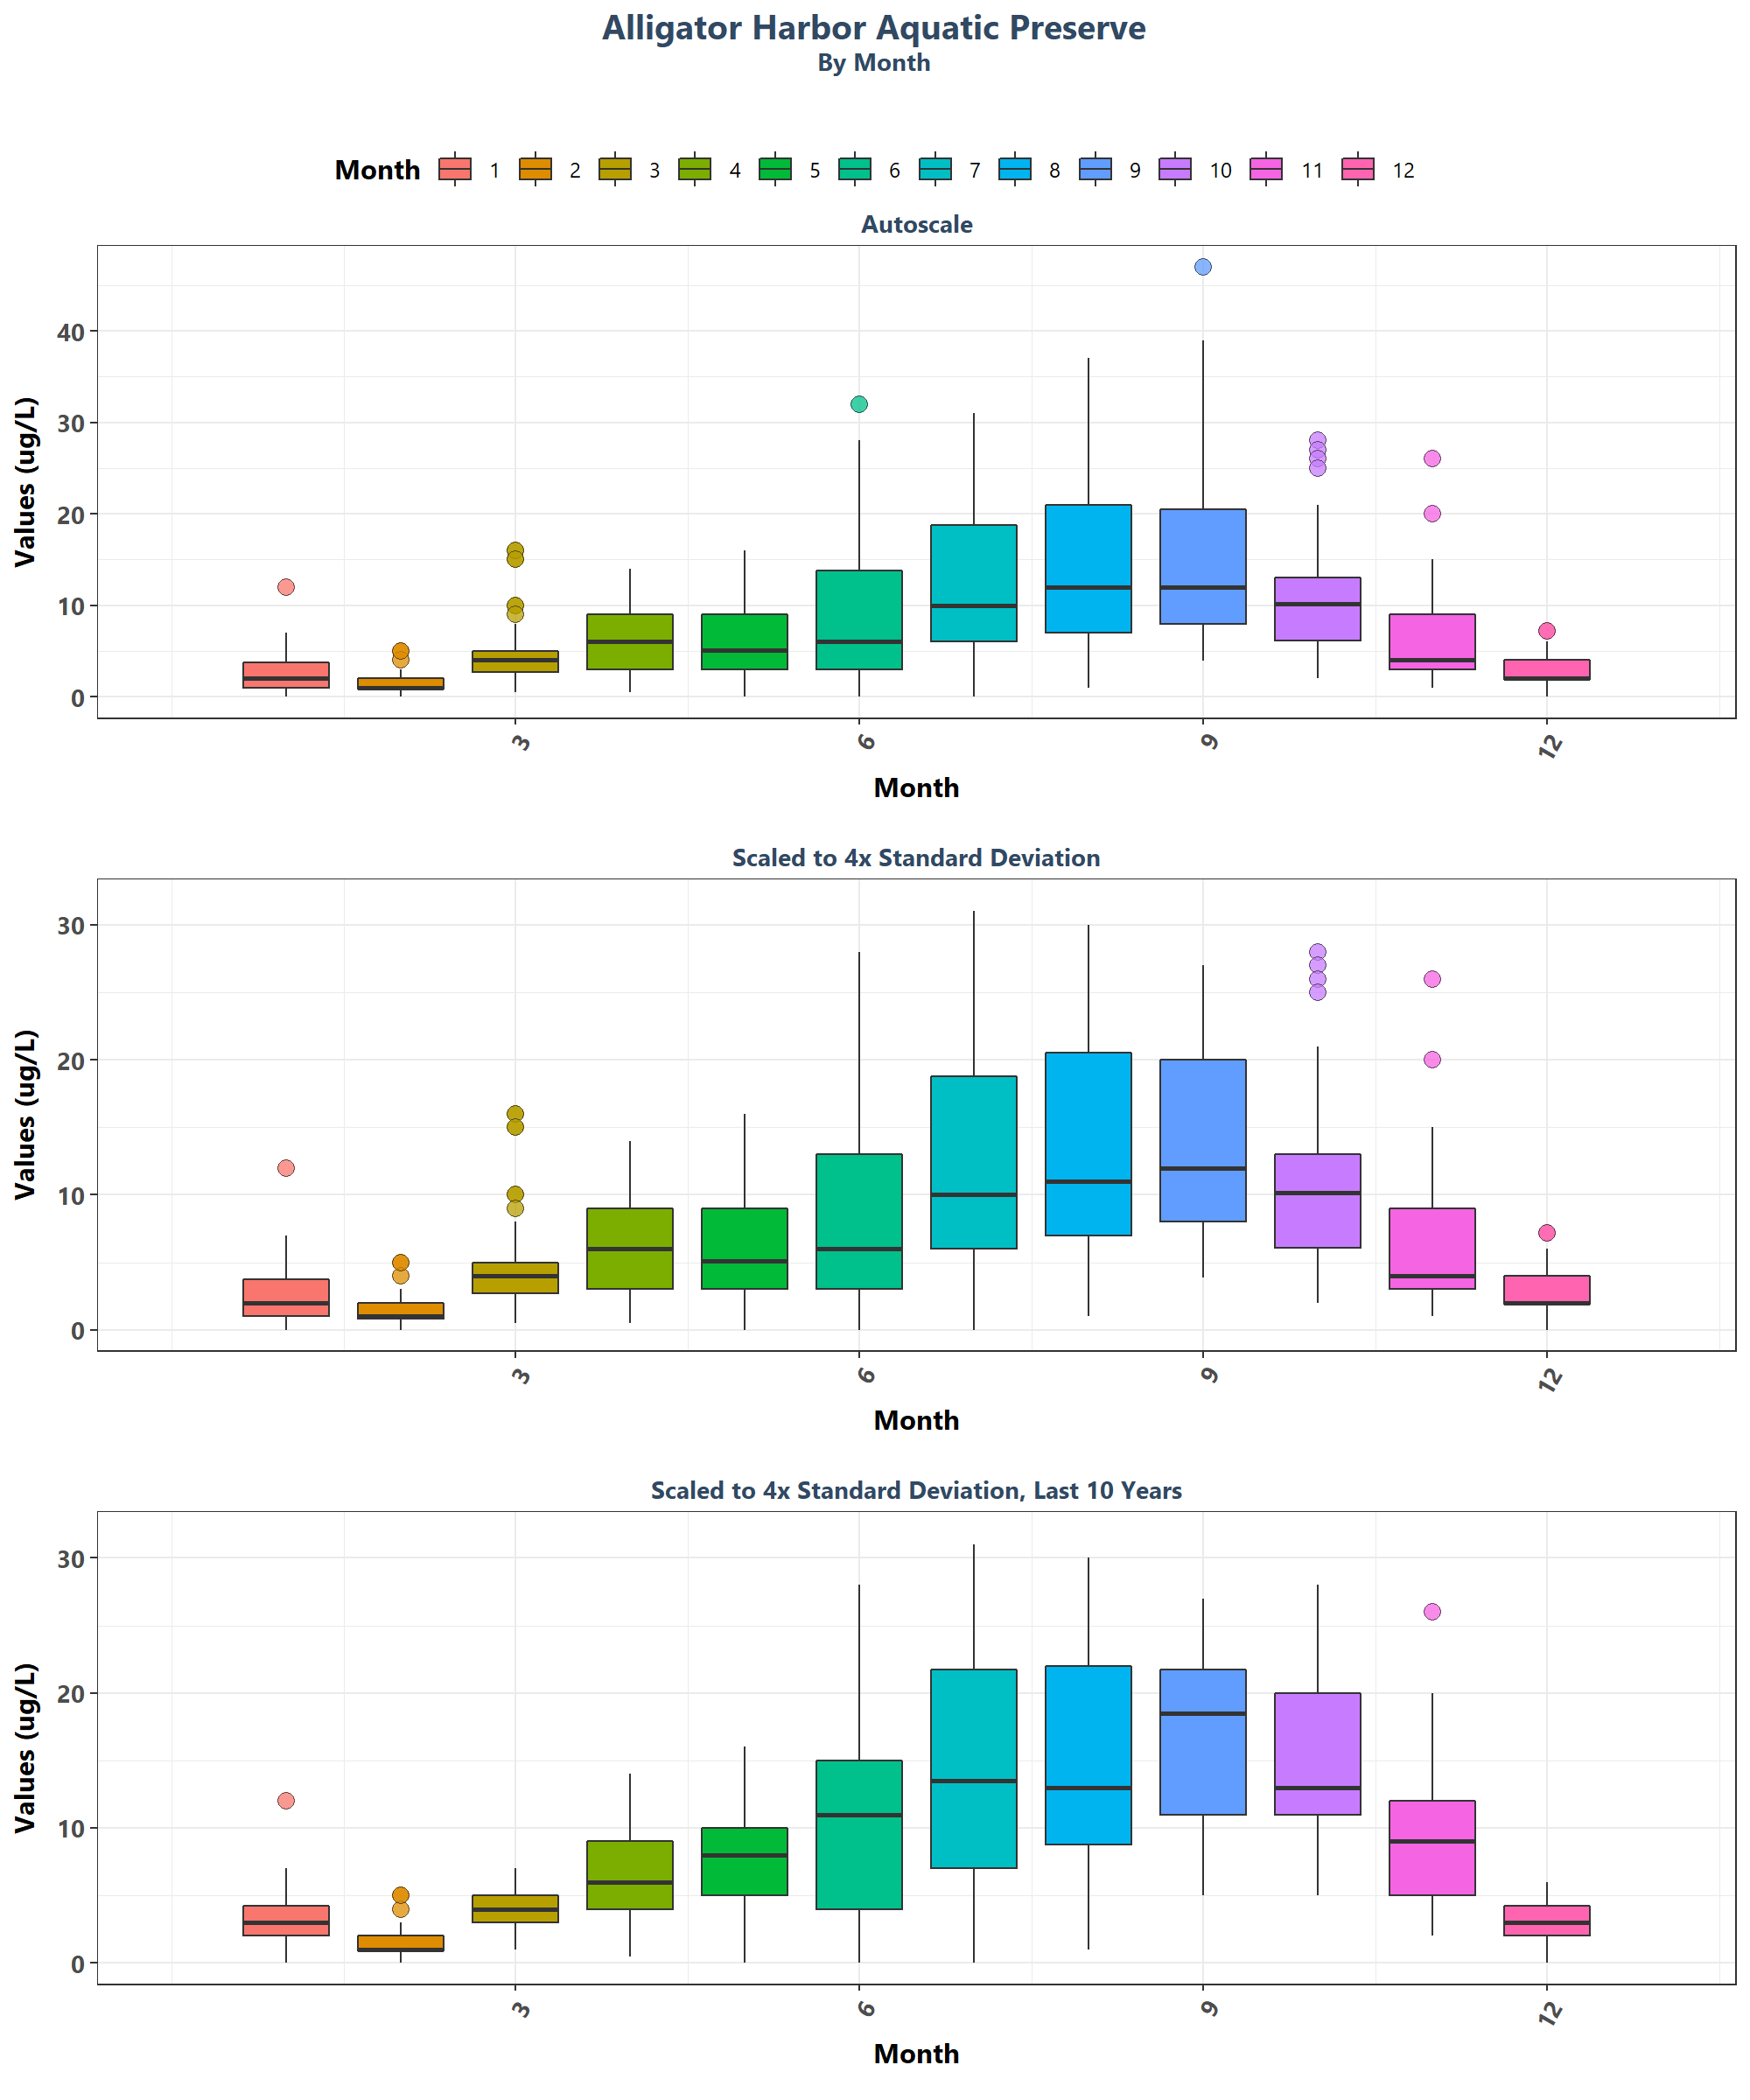 Alligator Harbor Aquatic Preserve
By Month
Month 1 2 3 4 5 6 7 8 9 10 11 12
Autoscale
Values (ug/L)
40
30
20
10
0
3 6 9 12
Month
Scaled to 4x Standard Deviation
Values (ug/L)
30
20
10
0
3 6 9 12
Month
Scaled to 4x Standard Deviation, Last 10 Years
Values (ug/L)
30
20
10
0
3 6 9 12
Month